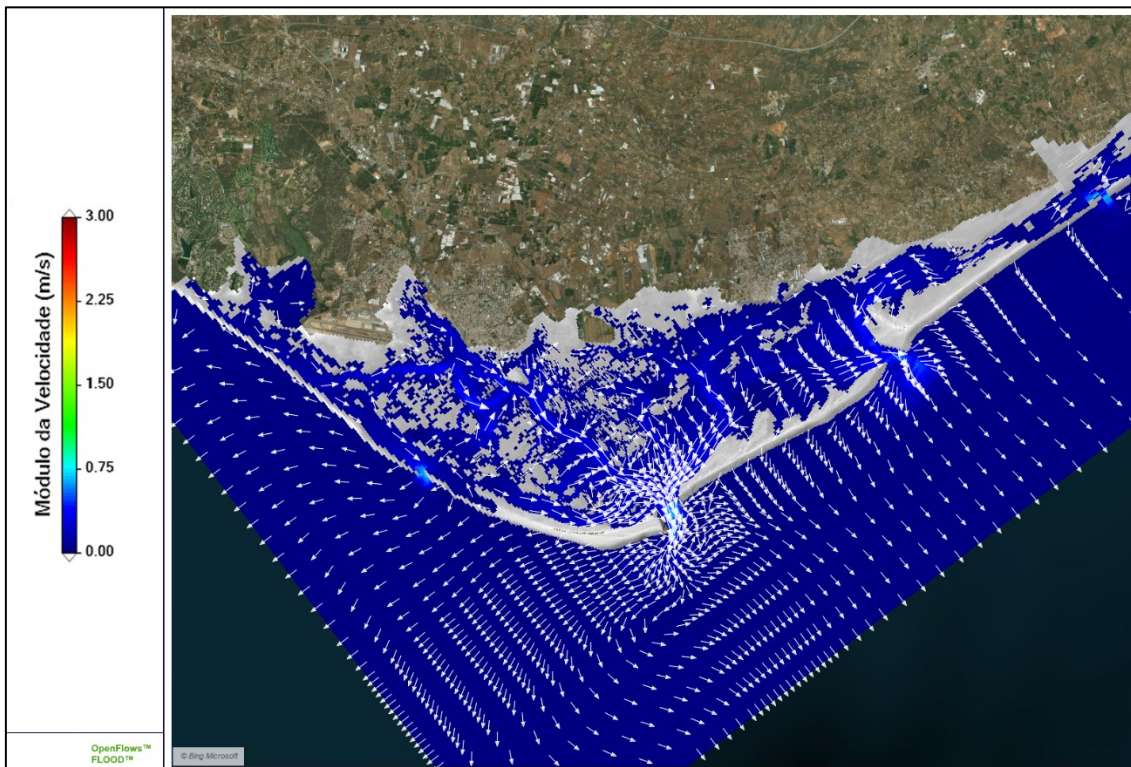 Módulo da Velocidade (m/s)
3.00
2.25
1.50
0.75
0.00
OpenFlows™
FLOOD™
© Bing Microsoft